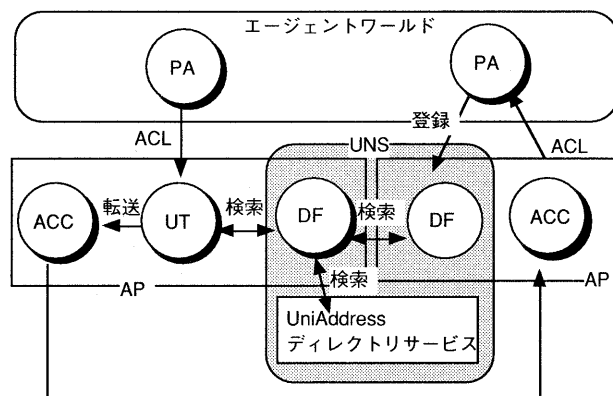 エージェントワールド
PA
PA
ACL
登録
ACL
UNS
ACC
転送
UT
検索
DF
検索
DF
ACC
AP
検索
AP
UniAddress
ディレクトリサービス